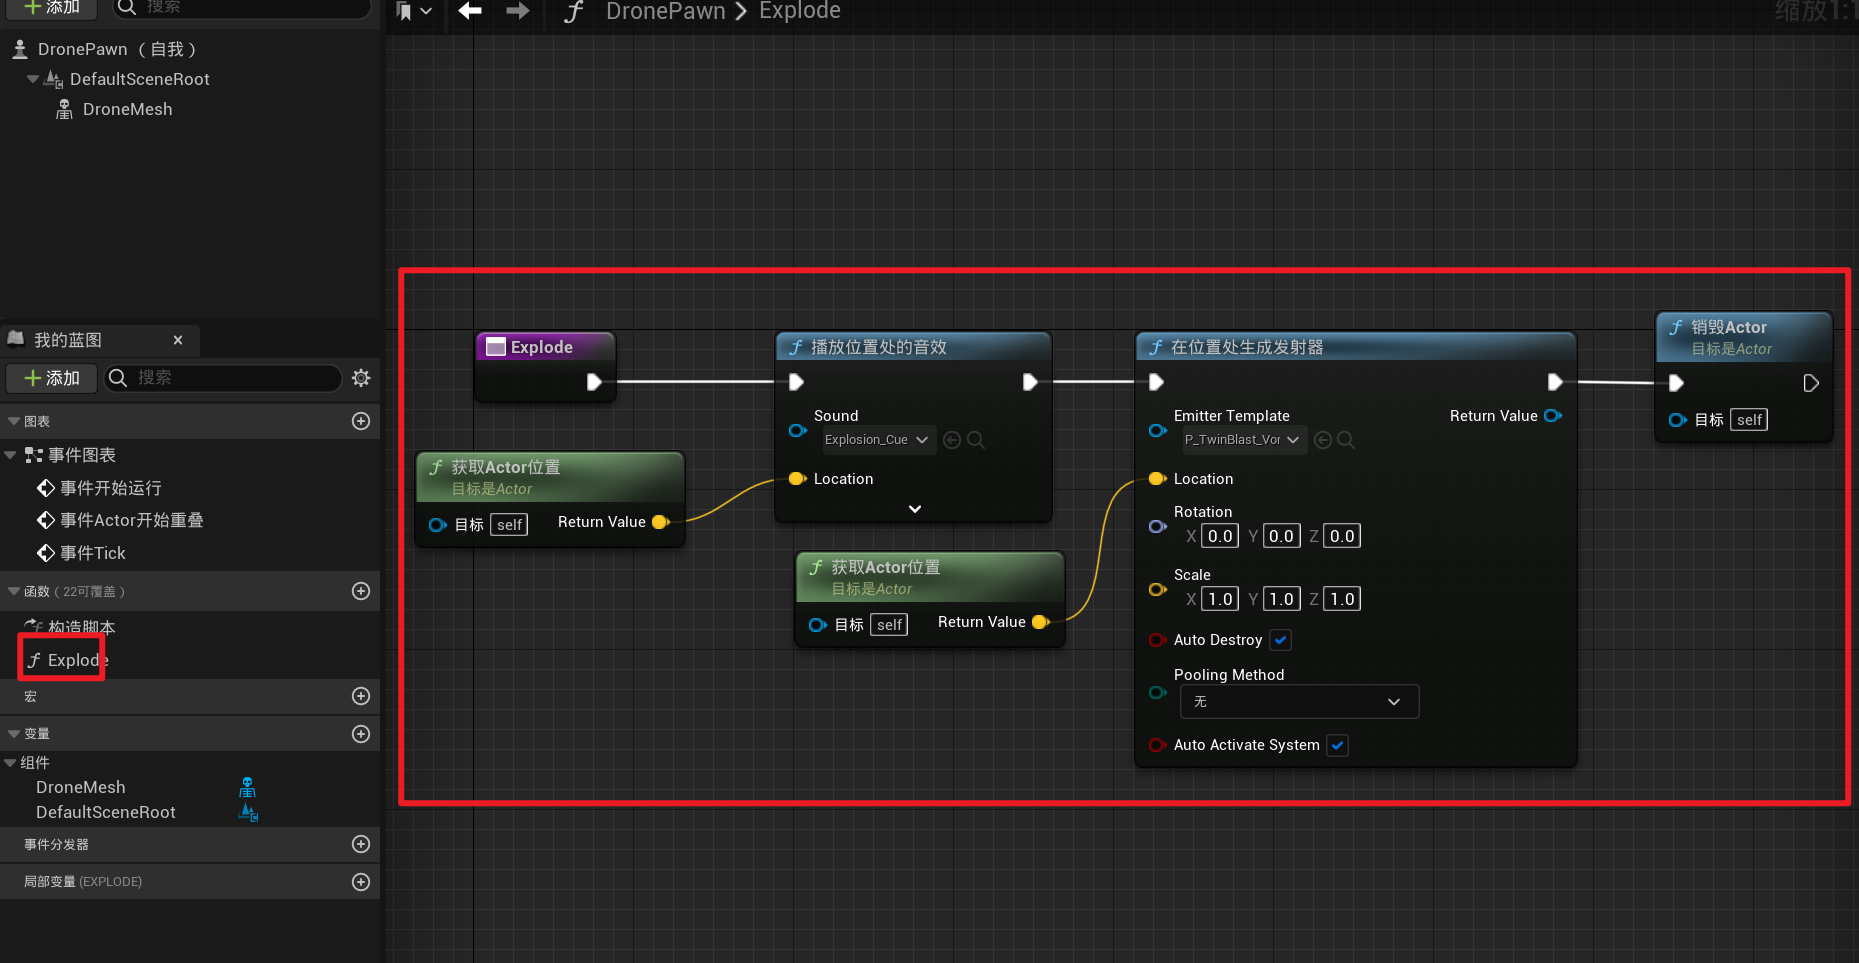 添加
搜索
DronePawn > Explode
缩放1:1
DronePawn（自我）
DefaultSceneRoot
DroneMesh
我的蓝图
添加
搜索
图表
事件图表
事件开始运行
事件Actor开始重叠
事件Tick
函数（22可覆盖）
构造脚本
Explode
宏
变量
组件
DroneMesh
DefaultSceneRoot
事件分发器
局部变量 (EXPLODE)
Explode
获取Actor位置
目标是Actor
目标 self
Return Value
播放位置处的音效
Sound
Explosion_Cue
Location
获取Actor位置
目标是Actor
目标 self
Return Value
在位置处生成发射器
Emitter Template
Return Value
P_TwinBlast_Vor
Location
Rotation
X 0.0 Y 0.0 Z 0.0
Scale
X 1.0 Y 1.0 Z 1.0
Auto Destroy
Pooling Method
无
Auto Activate System
销毁Actor
目标是Actor
目标 self